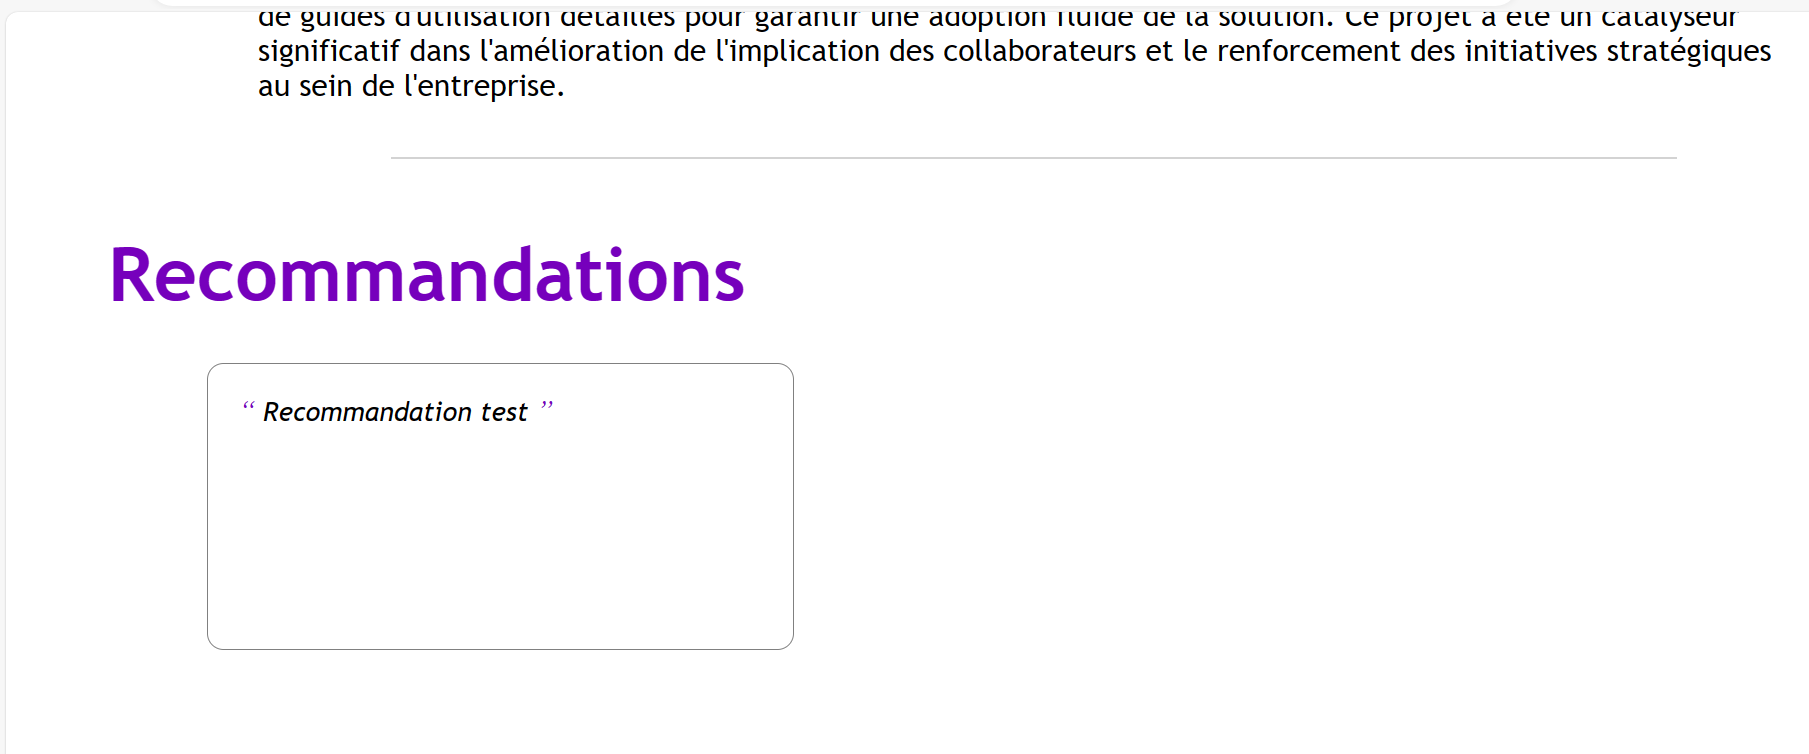 de guides d'utilisation détaillés pour garantir une adoption fluide de la solution. Ce projet a été un catalyseur
significatif dans l'amélioration de l'implication des collaborateurs et le renforcement des initiatives stratégiques
au sein de l'entreprise.
Recommandations
“ Recommandation test ”